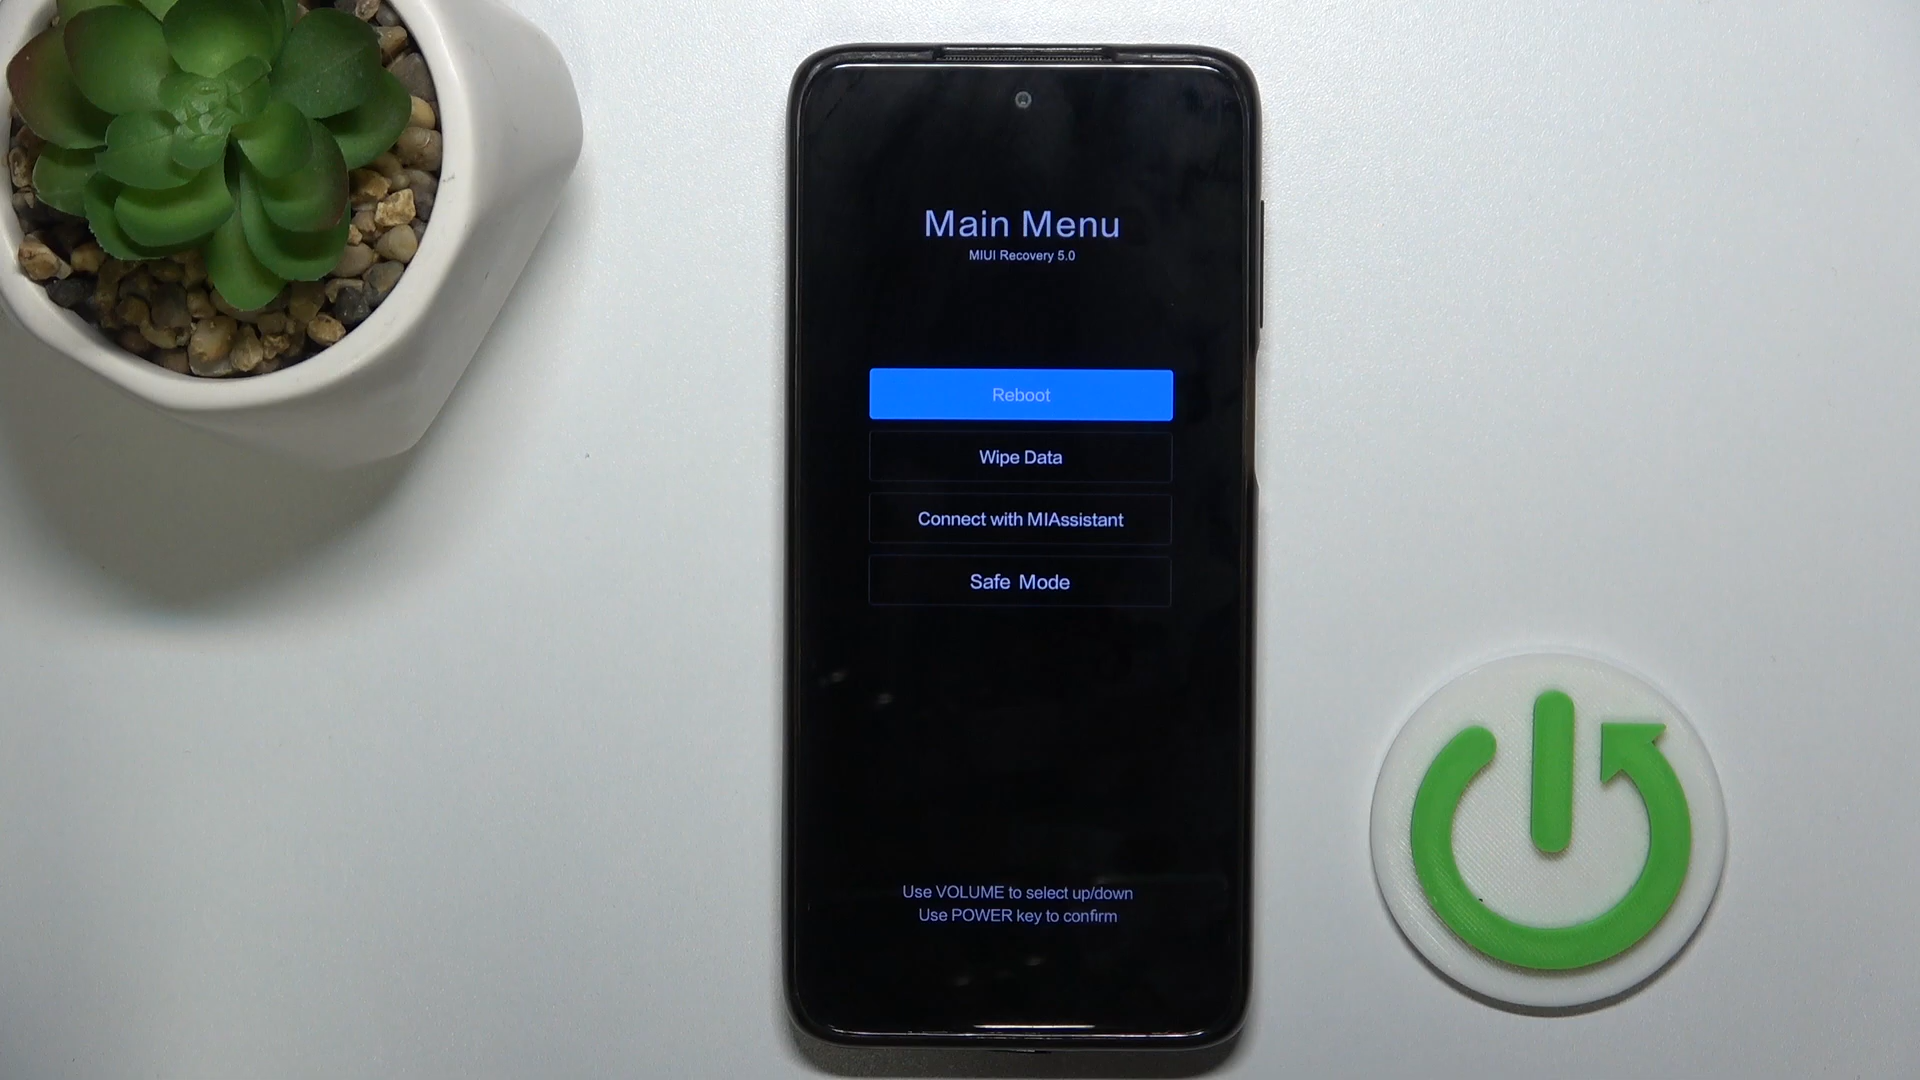 Main Menu
MIUI Recovery 5.0
Reboot
Wipe Data
Connect with MIAssistant
Safe Mode
Use VOLUME to select up/down
Use POWER key to confirm